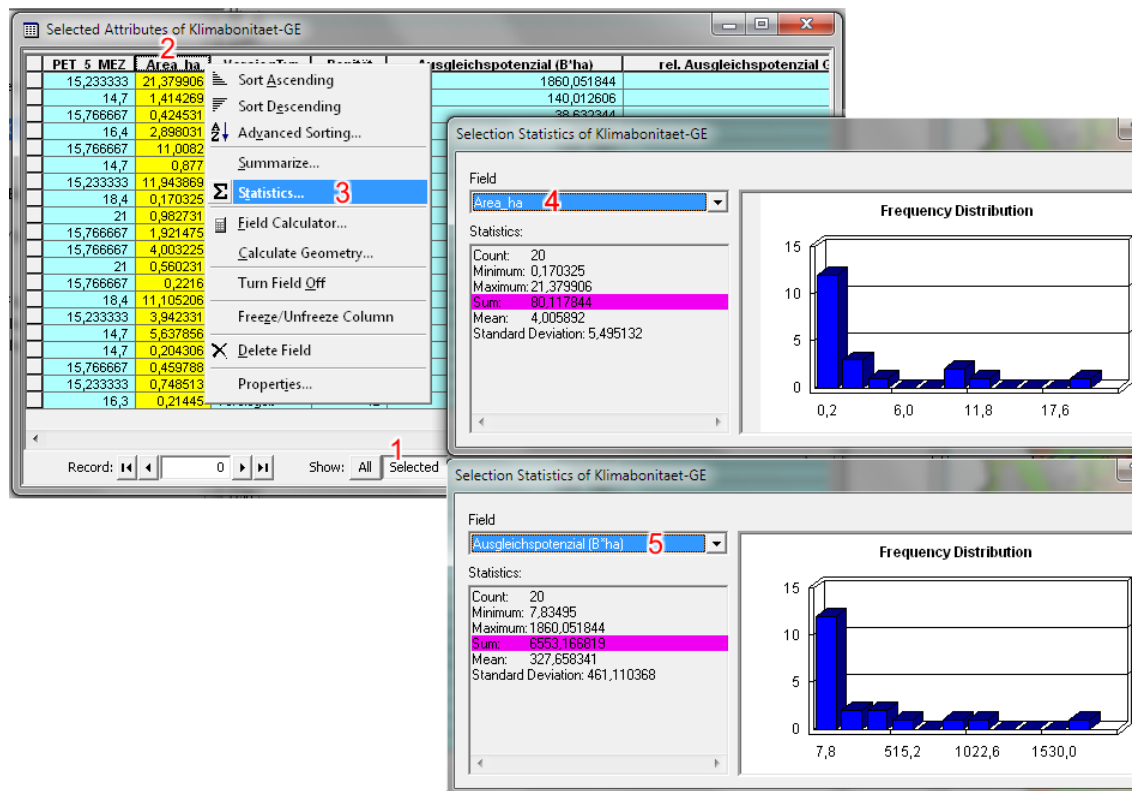 Selected Attributes of Klimabonitaet-GE
2
PET_5_MEZ Area_ha Ausgleichspotenzial (B*ha) rel. Ausgleichspotenzial G
15,233333 21,379906 1860,051844
14,7 1,414269 140,012606
15,766667 0,424531 38,632344
16,4 2,898031
15,766667 11,0082
14,7 0,877
15,233333 11,943869
18,4 0,170325
21 0,982731
15,766667 1,921475
15,766667 4,003225
21 0,560231
15,766667 0,2216
18,4 11,105206
15,233333 3,942331
14,7 5,637856
14,7 0,204306
15,766667 0,459788
15,233333 0,748513
16,3 0,21445
Sort Ascending
Sort Descending
Advanced Sorting...
Summarize...
Σ Statistics... 3
Field Calculator...
Calculate Geometry...
Turn Field Off
Freeze/Unfreeze Column
Delete Field
Properties...
1
Record: 0 Show: All Selected
Selection Statistics of Klimabonitaet-GE
Field
Area_ha 4
Statistics:
Count: 20
Minimum: 0,170325
Maximum: 21,379906
Sum: 80,117844
Mean: 4,005892
Standard Deviation: 5,495132
Frequency Distribution
15
10
5
0
0,2 6,0 11,8 17,6
Selection Statistics of Klimabonitaet-GE
Field
Ausgleichspotenzial (B*ha) 5
Statistics:
Count: 20
Minimum: 7,83495
Maximum: 1860,051844
Sum: 6553,166819
Mean: 327,658341
Standard Deviation: 461,110368
Frequency Distribution
15
10
5
0
7,8 515,2 1022,6 1530,0